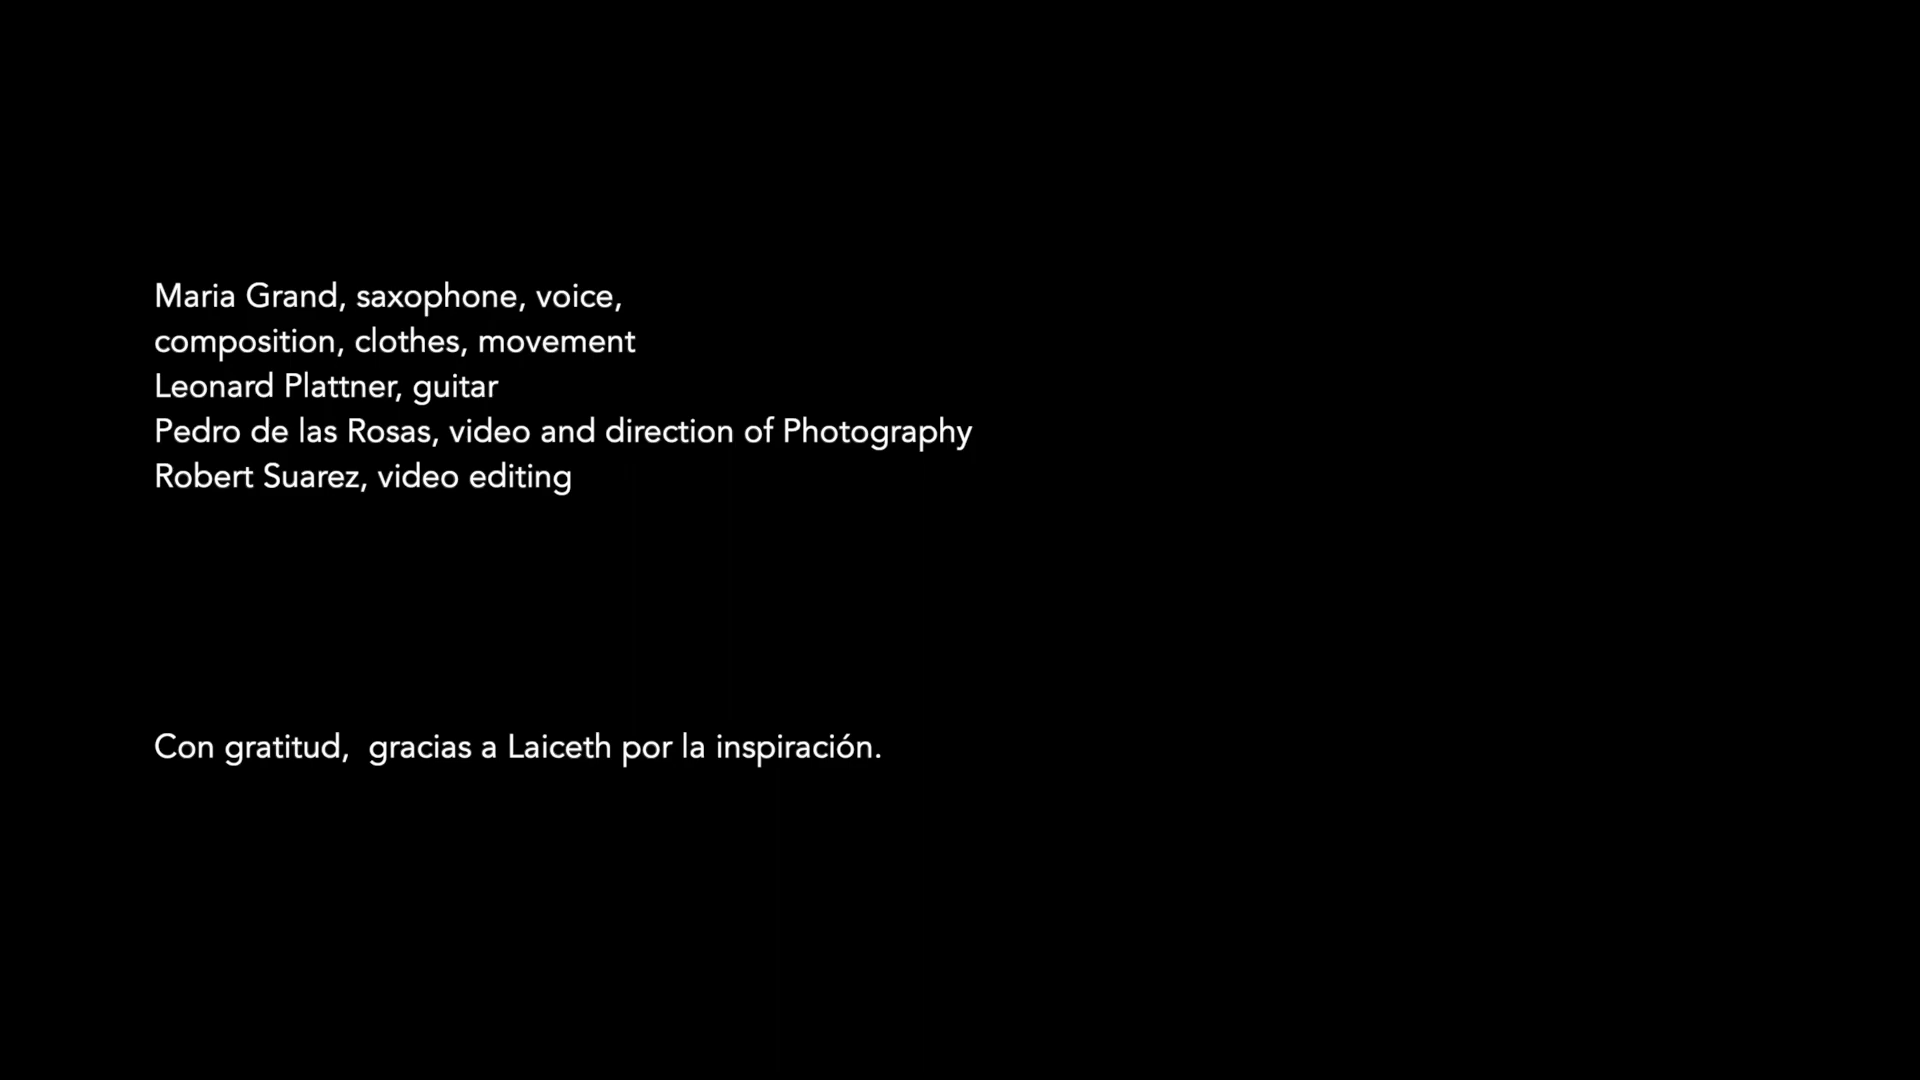 Maria Grand, saxophone, voice,
composition, clothes, movement
Leonard Plattner, guitar
Pedro de las Rosas, video and direction of Photography
Robert Suarez, video editing
Con gratitud,  gracias a Laiceth por la inspiración.